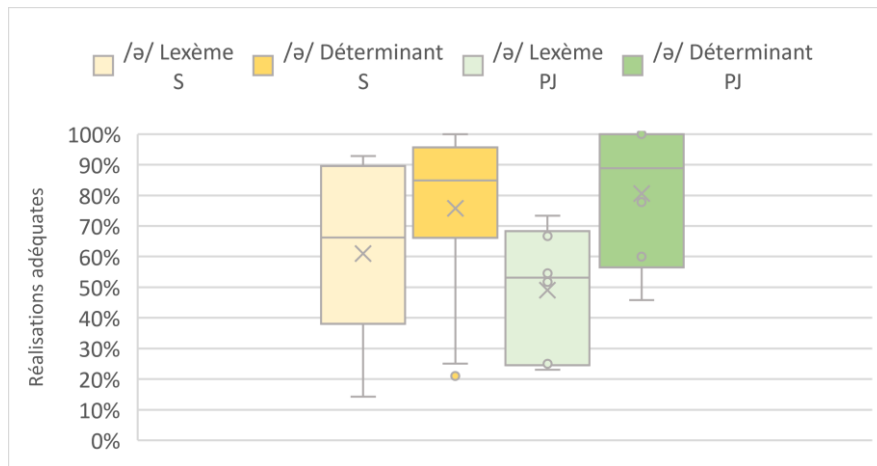 /ə/ Lexème S
/ə/ Déterminant S
/ə/ Lexème PJ
/ə/ Déterminant PJ
Réalisations adéquates
100%
90%
80%
70%
60%
50%
40%
30%
20%
10%
0%